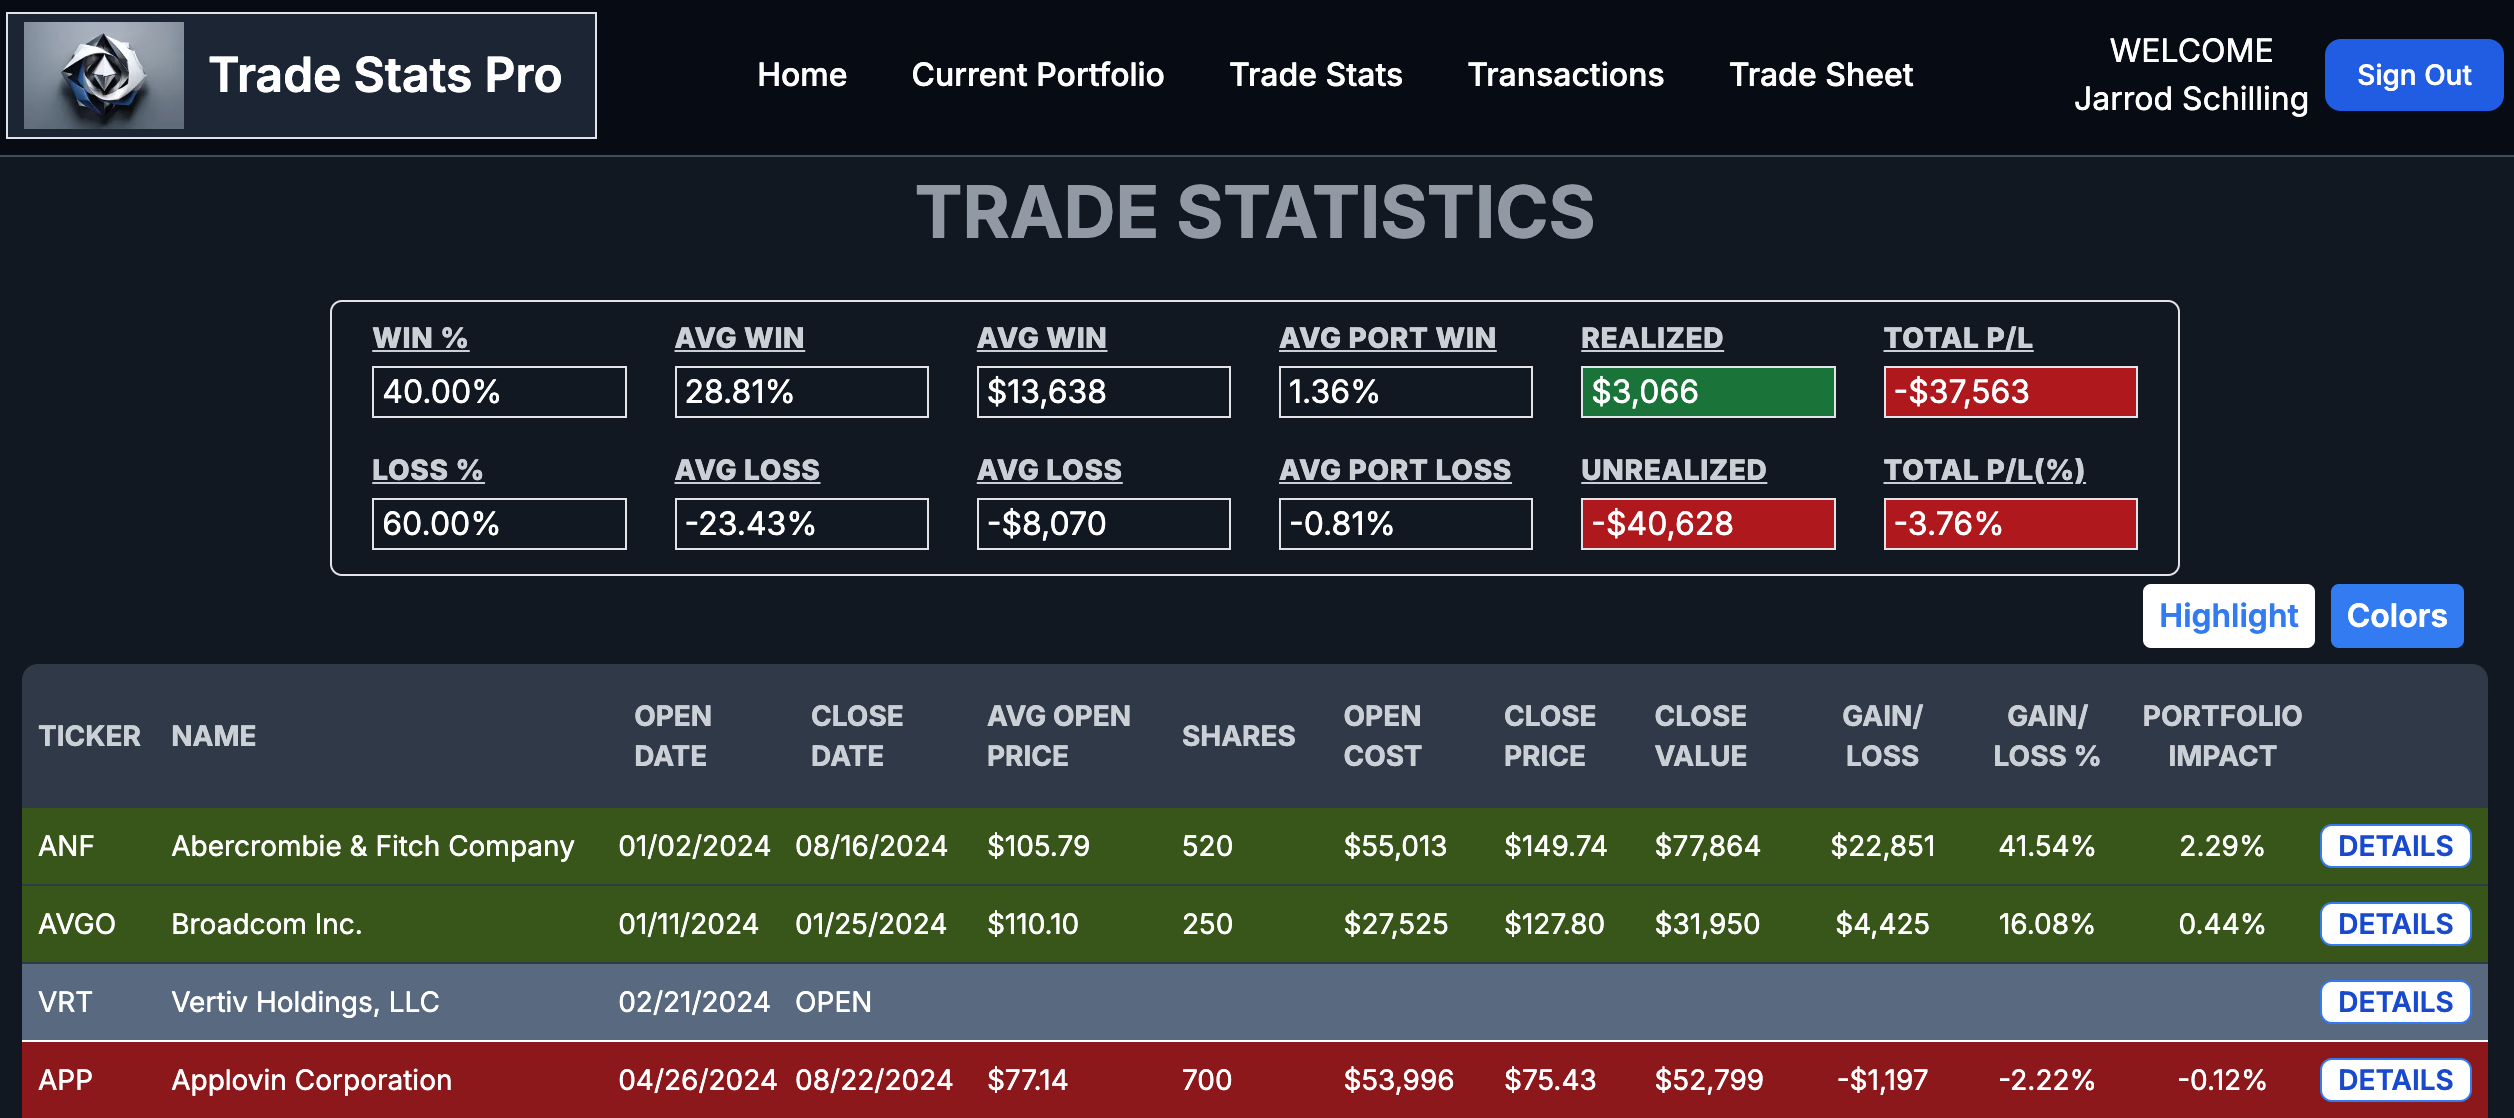 Trade Stats Pro
Home Current Portfolio Trade Stats Transactions Trade Sheet
WELCOME
Jarrod Schilling
Sign Out
TRADE STATISTICS
WIN % AVG WIN AVG WIN AVG PORT WIN REALIZED TOTAL P/L
40.00% 28.81% $13,638 1.36% $3,066 -$37,563
LOSS % AVG LOSS AVG LOSS AVG PORT LOSS UNREALIZED TOTAL P/L(%)
60.00% -23.43% -$8,070 -0.81% -$40,628 -3.76%
Highlight Colors
TICKER NAME OPEN DATE CLOSE DATE AVG OPEN PRICE SHARES OPEN COST CLOSE PRICE CLOSE VALUE GAIN/ LOSS GAIN/ LOSS % PORTFOLIO IMPACT
ANF Abercrombie & Fitch Company 01/02/2024 08/16/2024 $105.79 520 $55,013 $149.74 $77,864 $22,851 41.54% 2.29% DETAILS
AVGO Broadcom Inc. 01/11/2024 01/25/2024 $110.10 250 $27,525 $127.80 $31,950 $4,425 16.08% 0.44% DETAILS
VRT Vertiv Holdings, LLC 02/21/2024 OPEN DETAILS
APP Applovin Corporation 04/26/2024 08/22/2024 $77.14 700 $53,996 $75.43 $52,799 -$1,197 -2.22% -0.12% DETAILS